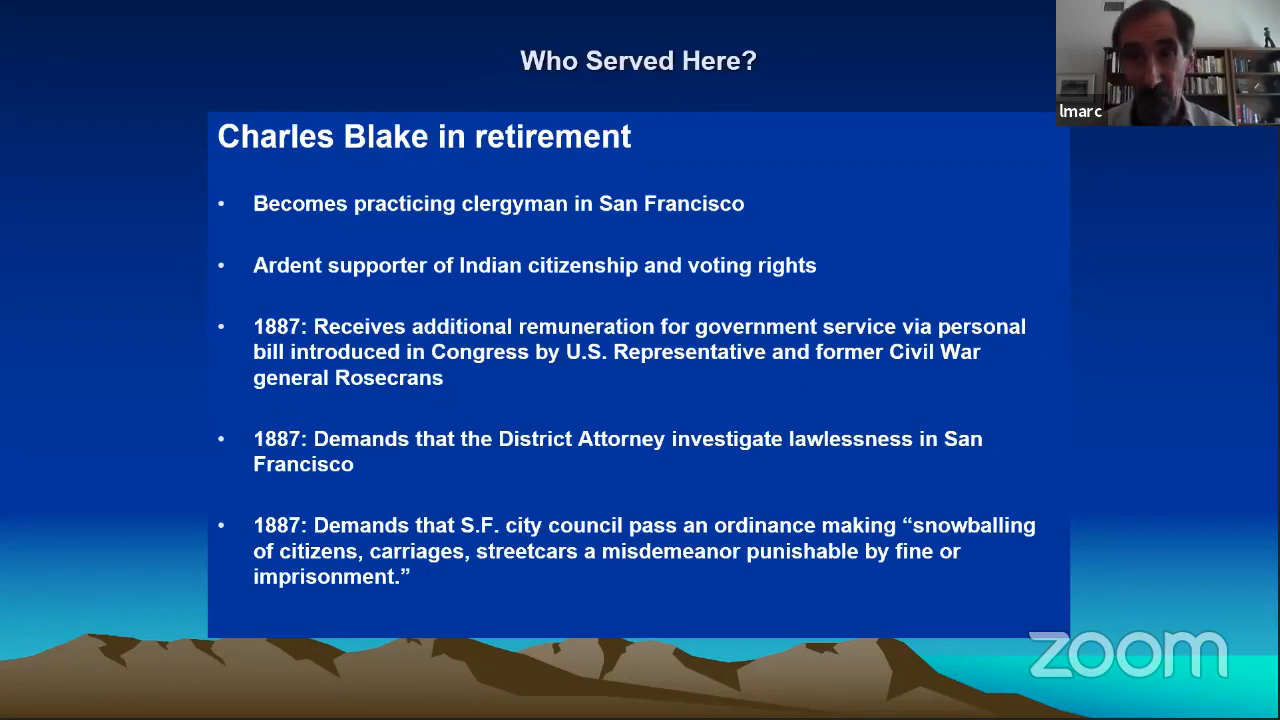 Who Served Here?
lmarc
Charles Blake in retirement
• Becomes practicing clergyman in San Francisco
• Ardent supporter of Indian citizenship and voting rights
• 1887: Receives additional remuneration for government service via personal
bill introduced in Congress by U.S. Representative and former Civil War
general Rosecrans
• 1887: Demands that the District Attorney investigate lawlessness in San
Francisco
• 1887: Demands that S.F. city council pass an ordinance making “snowballing
of citizens, carriages, streetcars a misdemeanor punishable by fine or
imprisonment.”
zoom